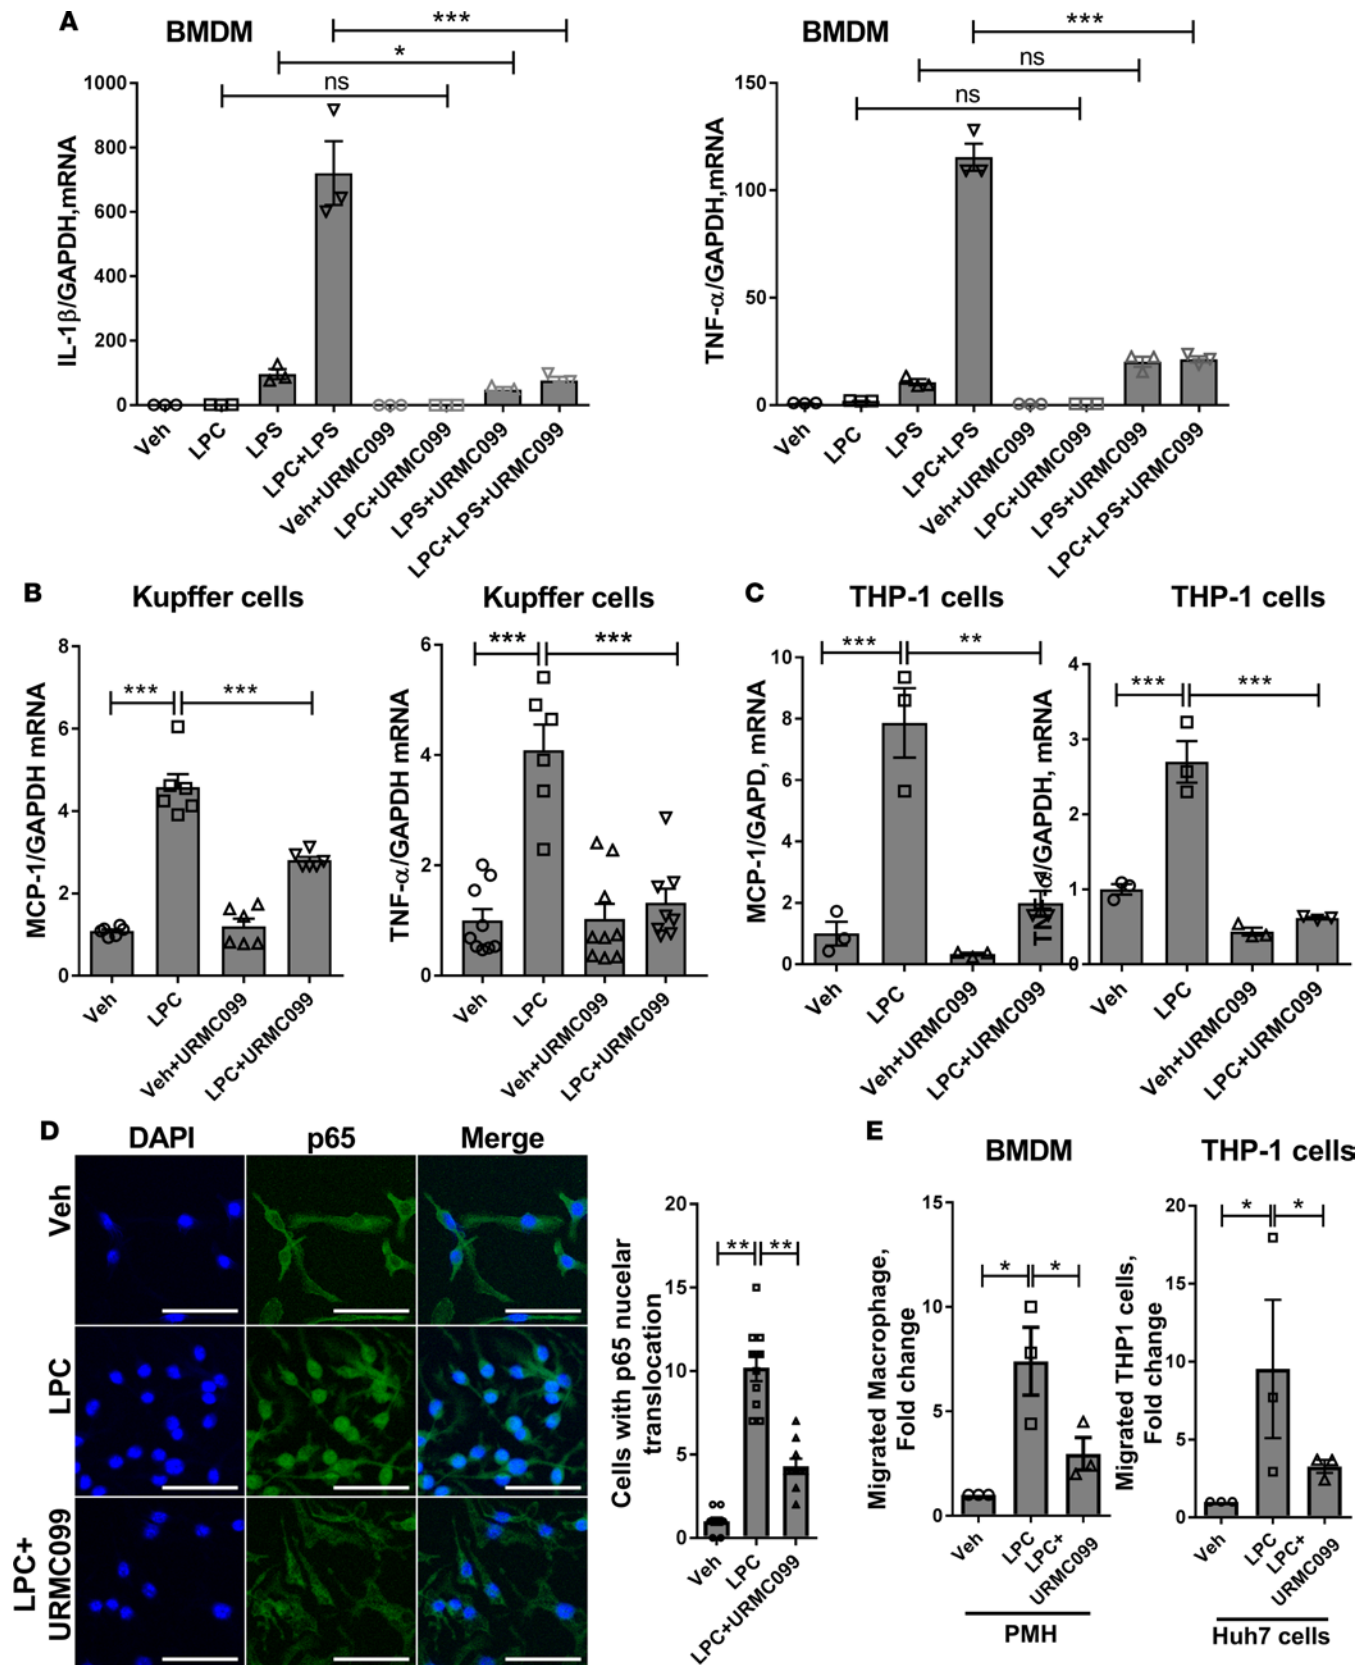 A
BMDM
***
*
ns
IL-1β/GAPDH,mRNA
1000
800
600
400
200
0
Veh
LPC
LPS
LPC+LPS
Veh+URMC099
LPC+URMC099
LPS+URMC099
LPC+LPS+URMC099
BMDM
***
ns
ns
TNF-α/GAPDH,mRNA
150
100
50
0
Veh
LPC
LPS
LPC+LPS
Veh+URMC099
LPC+URMC099
LPS+URMC099
LPC+LPS+URMC099
B
Kupffer cells
*** ***
MCP-1/GAPDH mRNA
8
6
4
2
0
Veh
LPC
Veh+URMC099
LPC+URMC099
Kupffer cells
*** ***
TNF-α/GAPDH mRNA
6
4
2
0
Veh
LPC
Veh+URMC099
LPC+URMC099
C
THP-1 cells
*** **
MCP-1/GAPD, mRNA
10
8
6
4
2
0
Veh
LPC
Veh+URMC099
LPC+URMC099
THP-1 cells
*** ***
TNF-α/GAPDH, mRNA
4
3
2
1
0
Veh
LPC
Veh+URMC099
LPC+URMC099
D
DAPI p65 Merge
Veh
LPC
LPC+
URMC099
** **
Cells with p65 nucelar
translocation
20
15
10
5
0
Veh
LPC
LPC+URMC099
E
BMDM
* *
Migrated Macrophage,
Fold change
15
10
5
0
Veh
LPC
LPC+
URMC099
PMH
THP-1 cells
* *
Migrated THP1 cells,
Fold change
20
15
10
5
0
Veh
LPC
LPC+
URMC099
Huh7 cells